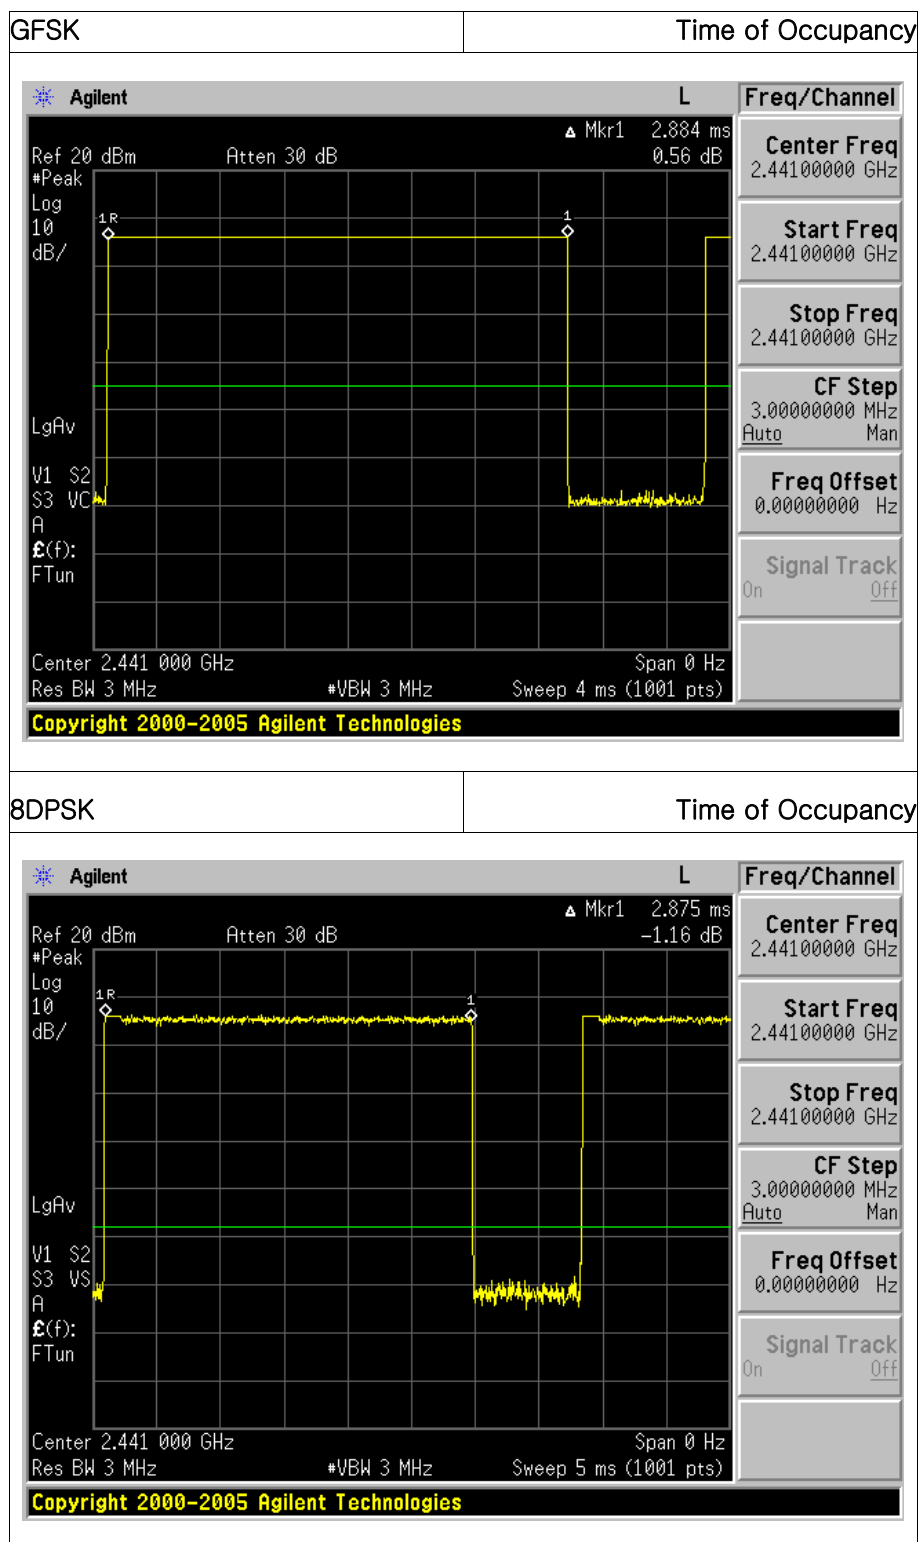 GFSK Time of Occupancy
Agilent L Freq/Channel
Δ Mkr1 2.884 ms
Ref 20 dBm Atten 30 dB 0.56 dB
#Peak
Log
10
dB/
1R
1
LgAv
V1 S2
S3 VC
A
£(f):
FTun
Center 2.441 000 GHz Span 0 Hz
Res BW 3 MHz #VBW 3 MHz Sweep 4 ms (1001 pts)
Copyright 2000-2005 Agilent Technologies
Center Freq
2.44100000 GHz
Start Freq
2.44100000 GHz
Stop Freq
2.44100000 GHz
CF Step
3.00000000 MHz
Auto Man
Freq Offset
0.00000000 Hz
Signal Track
On Off
8DPSK Time of Occupancy
Agilent L Freq/Channel
Δ Mkr1 2.875 ms
Ref 20 dBm Atten 30 dB -1.16 dB
#Peak
Log
10
dB/
1R
1
LgAv
V1 S2
S3 VS
A
£(f):
FTun
Center 2.441 000 GHz Span 0 Hz
Res BW 3 MHz #VBW 3 MHz Sweep 5 ms (1001 pts)
Copyright 2000-2005 Agilent Technologies
Center Freq
2.44100000 GHz
Start Freq
2.44100000 GHz
Stop Freq
2.44100000 GHz
CF Step
3.00000000 MHz
Auto Man
Freq Offset
0.00000000 Hz
Signal Track
On Off